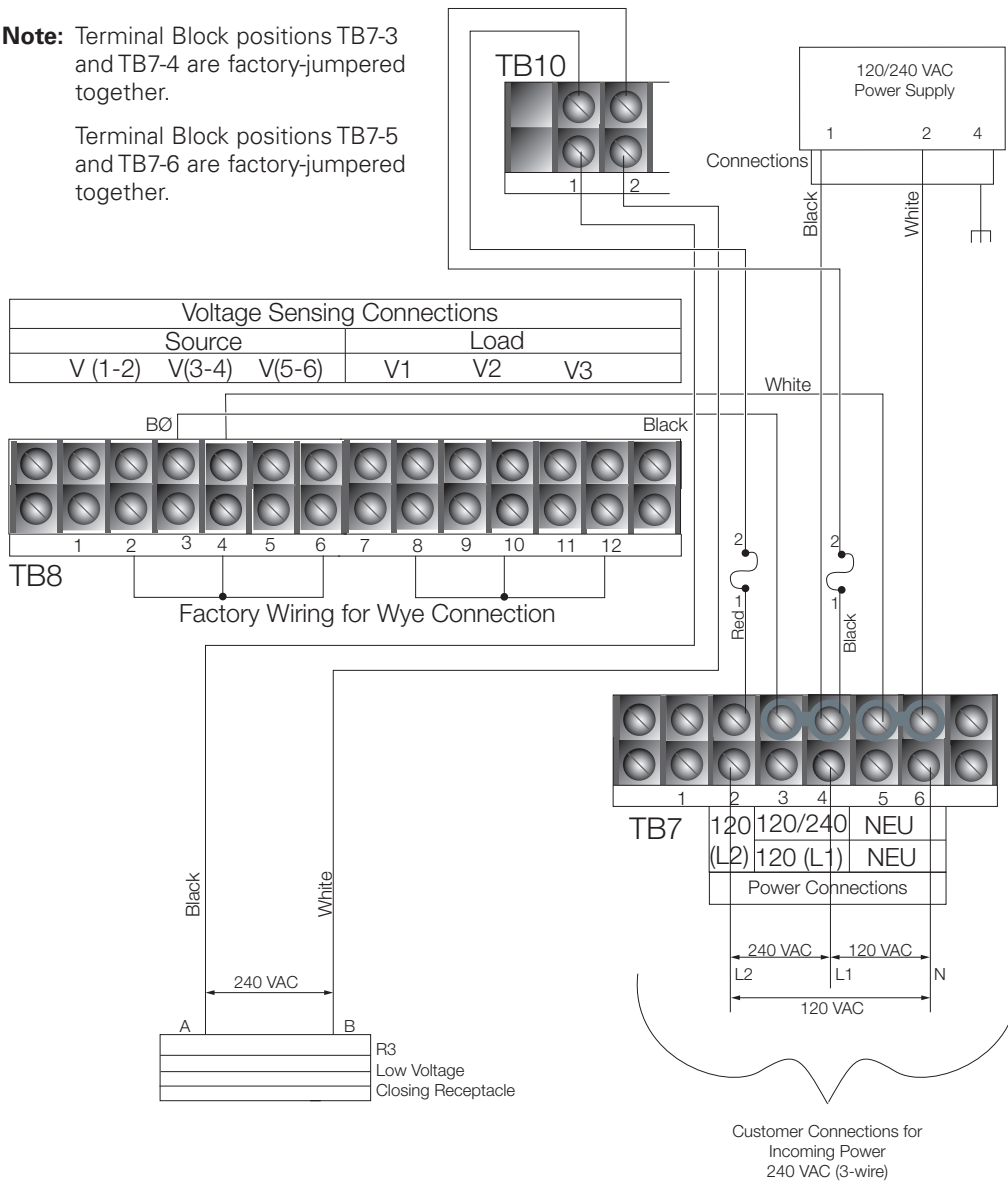 Note: Terminal Block positions TB7-3
and TB7-4 are factory-jumpered
together.
Terminal Block positions TB7-5
and TB7-6 are factory-jumpered
together.
TB10
1 2
120/240 VAC
Power Supply
1 2 4
Connections
Black
White
Voltage Sensing Connections
Source Load
V (1-2) V(3-4) V(5-6) V1 V2 V3
White
BØ
Black
1 2 3 4 5 6 7 8 9 10 11 12
TB8
Factory Wiring for Wye Connection
2
2
1
1
Red
Black
1 2 3 4 5 6
TB7
120 120/240 NEU
(L2) 120 (L1) NEU
Power Connections
240 VAC 120 VAC
L2 L1 N
120 VAC
Black
White
240 VAC
A B
R3
Low Voltage
Closing Receptacle
Customer Connections for
Incoming Power
240 VAC (3-wire)